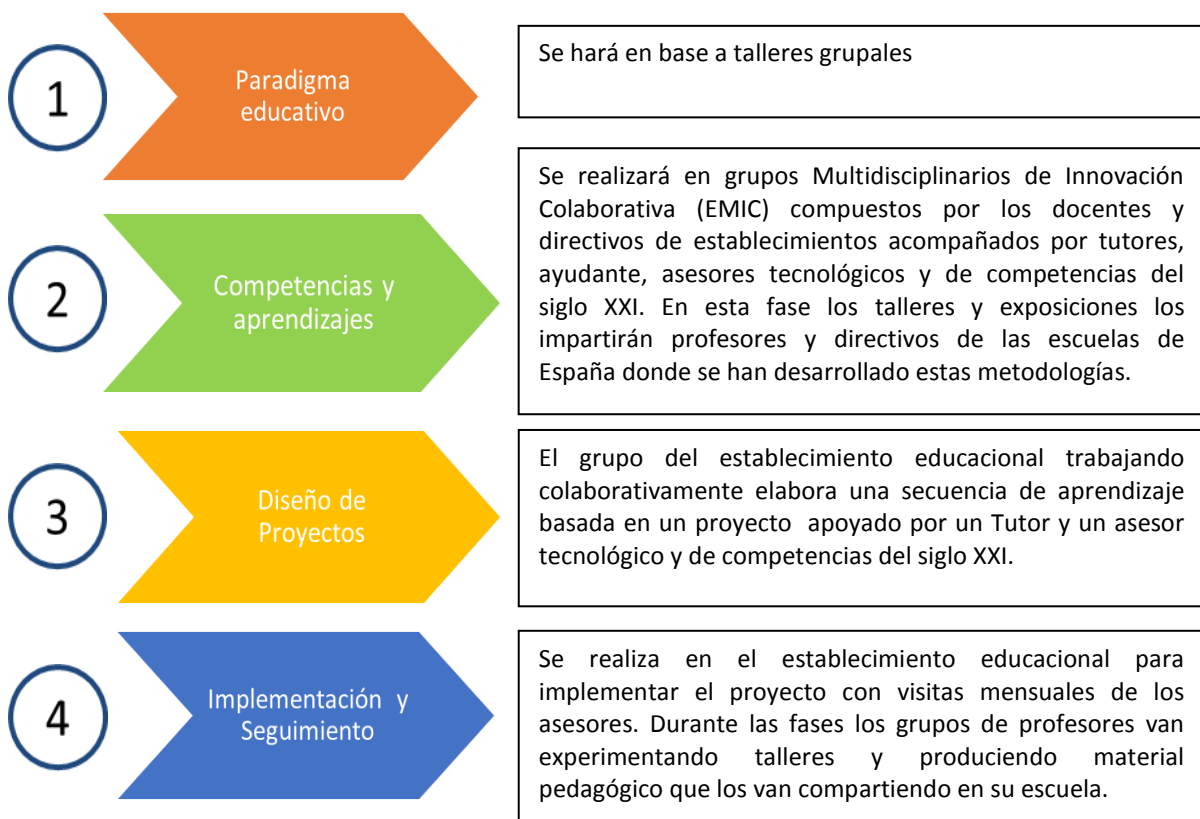 1
Paradigma
educativo
Se hará en base a talleres grupales
2
Competencias y
aprendizajes
Se realizará en grupos Multidisciplinarios de Innovación
Colaborativa (EMIC) compuestos por los docentes y
directivos de establecimientos acompañados por tutores,
ayudante, asesores tecnológicos y de competencias del
siglo XXI. En esta fase los talleres y exposiciones los
impartirán profesores y directivos de las escuelas de
España donde se han desarrollado estas metodologías.
3
Diseño de
Proyectos
El grupo del establecimiento educacional trabajando
colaborativamente elabora una secuencia de aprendizaje
basada en un proyecto apoyado por un Tutor y un asesor
tecnológico y de competencias del siglo XXI.
4
Implementación y
Seguimiento
Se realiza en el establecimiento educacional para
implementar el proyecto con visitas mensuales de los
asesores. Durante las fases los grupos de profesores van
experimentando talleres y produciendo material
pedagógico que los van compartiendo en su escuela.